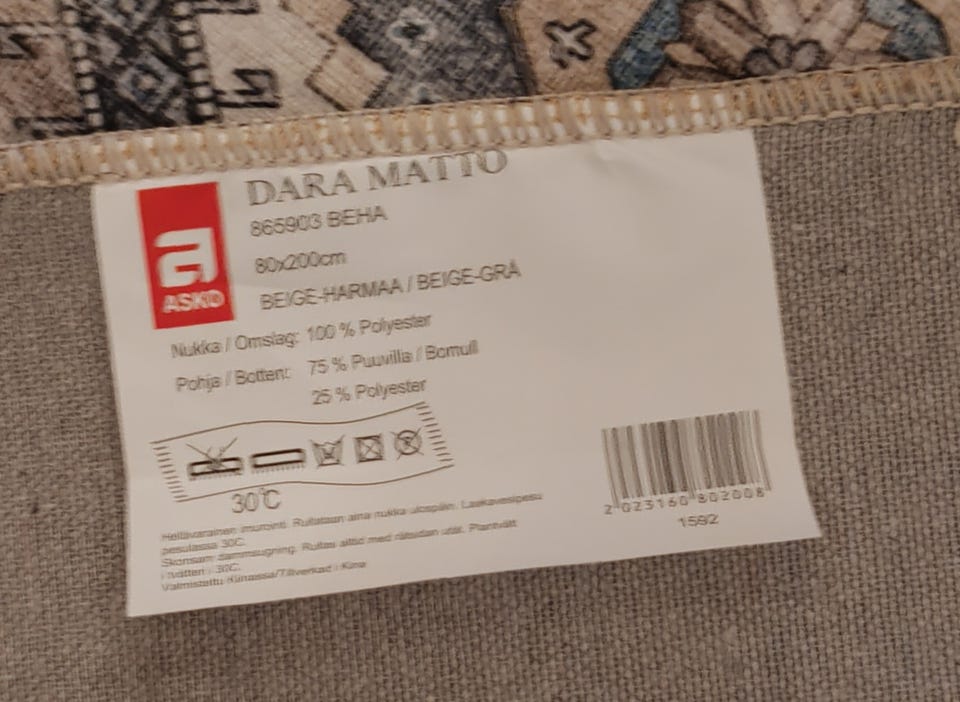 DARA MATTO
865903 BEHA
80x200cm
BEIGE-HARMAA / BEIGE-GRÅ
a
ASKO
Nukka / Omslag: 100 % Polyester
Pohja / Botten: 75 % Puuvilla / Bomull
25 % Polyester
30°C
Hellävarainen imurointi. Rullataan aina nukka ulospäin. Laakavesipesu
pesulassa 30C.
Skonsam dammsugning. Rullas alltid med råtsidan utåt. Plantvätt
i tvätteri i 30C.
Valmistettu Kiinassa/Tillverkad i Kina
2 023160 802008
1592